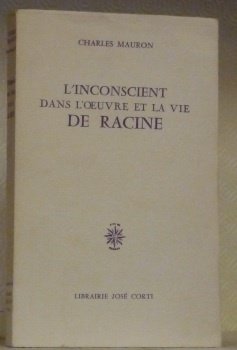 CHARLES MAURON
L'INCONSCIENT
DANS L'ŒUVRE ET LA VIE
DE RACINE
LIBRAIRIE JOSÉ CORTI